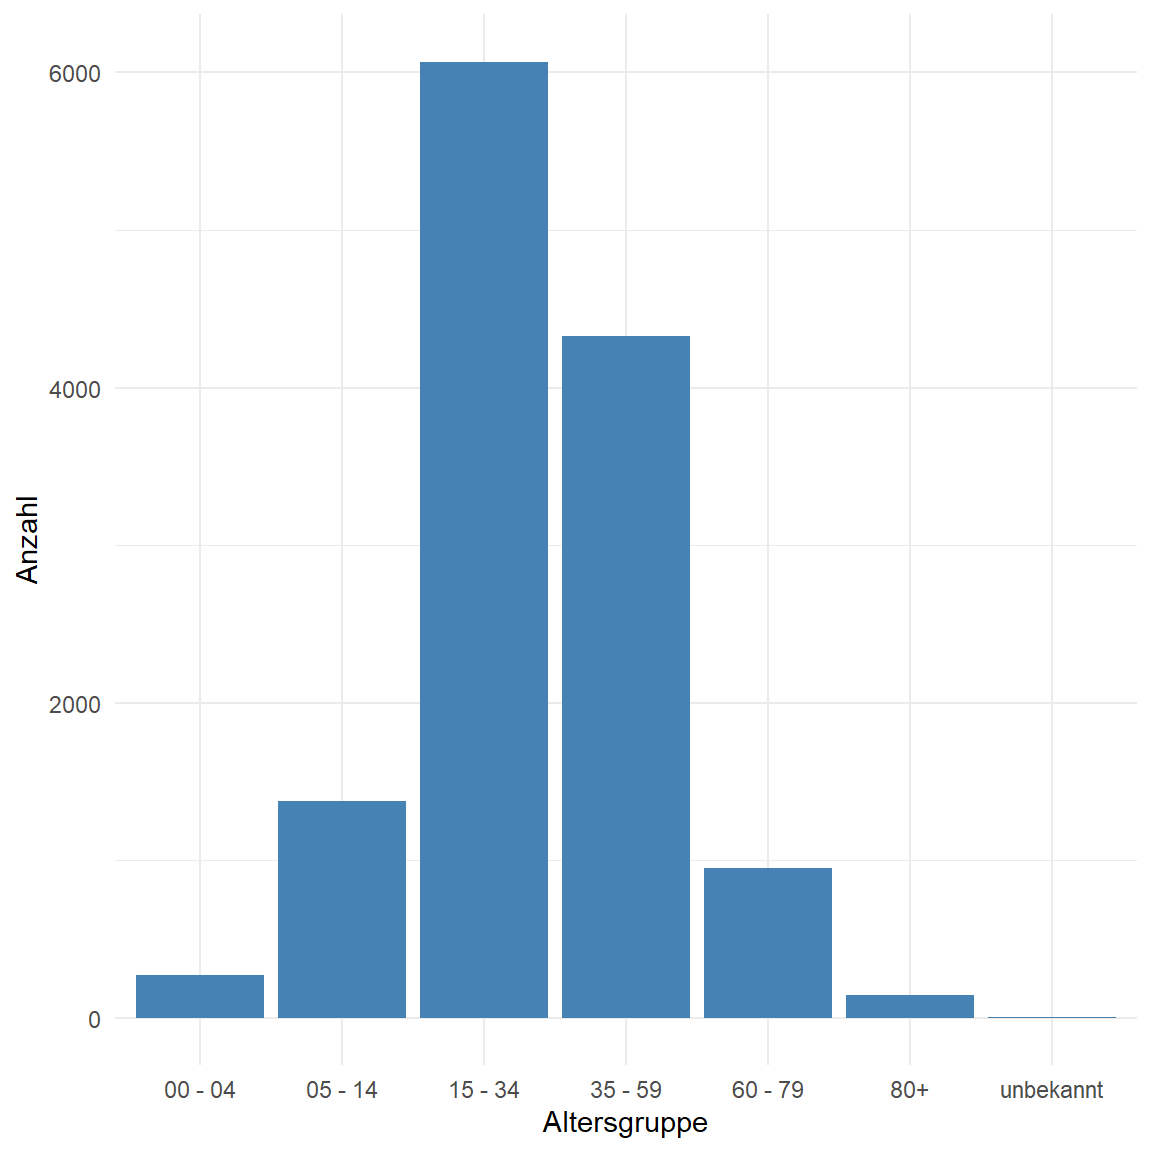 6000
4000
2000
0
Anzahl
00 - 04
05 - 14
15 - 34
35 - 59
60 - 79
80+
unbekannt
Altersgruppe